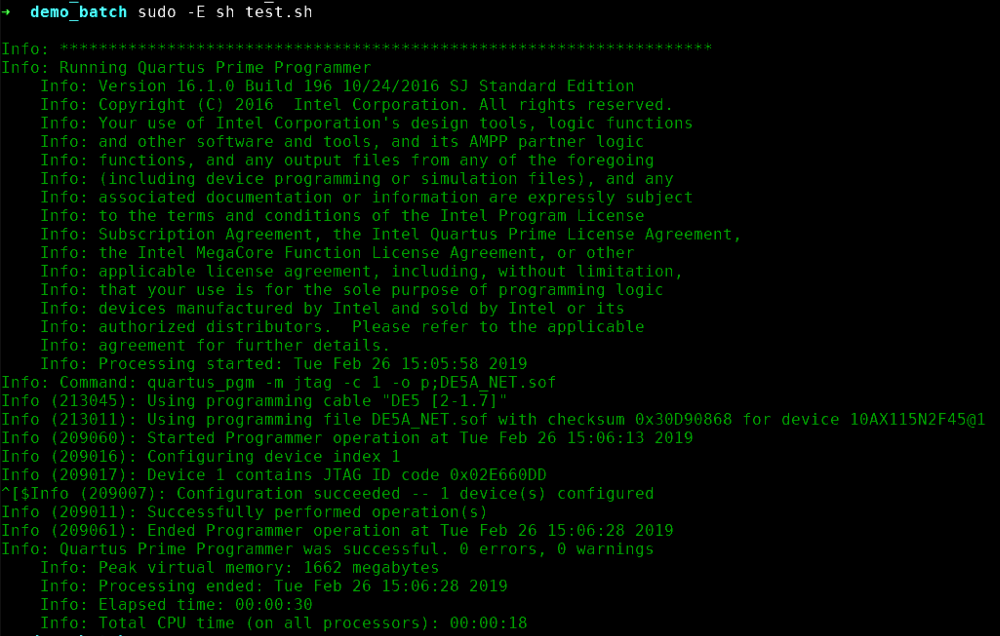 →  demo_batch sudo -E sh test.sh
Info: *******************************************************************
Info: Running Quartus Prime Programmer
    Info: Version 16.1.0 Build 196 10/24/2016 SJ Standard Edition
    Info: Copyright (C) 2016  Intel Corporation. All rights reserved.
    Info: Your use of Intel Corporation's design tools, logic functions
    Info: and other software and tools, and its AMPP partner logic
    Info: functions, and any output files from any of the foregoing
    Info: (including device programming or simulation files), and any
    Info: associated documentation or information are expressly subject
    Info: to the terms and conditions of the Intel Program License
    Info: Subscription Agreement, the Intel Quartus Prime License Agreement,
    Info: the Intel MegaCore Function License Agreement, or other
    Info: applicable license agreement, including, without limitation,
    Info: that your use is for the sole purpose of programming logic
    Info: devices manufactured by Intel and sold by Intel or its
    Info: authorized distributors.  Please refer to the applicable
    Info: agreement for further details.
    Info: Processing started: Tue Feb 26 15:05:58 2019
Info: Command: quartus_pgm -m jtag -c 1 -o p;DE5A_NET.sof
Info (213045): Using programming cable "DE5 [2-1.7]"
Info (213011): Using programming file DE5A_NET.sof with checksum 0x30D90868 for device 10AX115N2F45@1
Info (209060): Started Programmer operation at Tue Feb 26 15:06:13 2019
Info (209016): Configuring device index 1
Info (209017): Device 1 contains JTAG ID code 0x02E660DD
^[$Info (209007): Configuration succeeded -- 1 device(s) configured
Info (209011): Successfully performed operation(s)
Info (209061): Ended Programmer operation at Tue Feb 26 15:06:28 2019
Info: Quartus Prime Programmer was successful. 0 errors, 0 warnings
    Info: Peak virtual memory: 1662 megabytes
    Info: Processing ended: Tue Feb 26 15:06:28 2019
    Info: Elapsed time: 00:00:30
    Info: Total CPU time (on all processors): 00:00:18